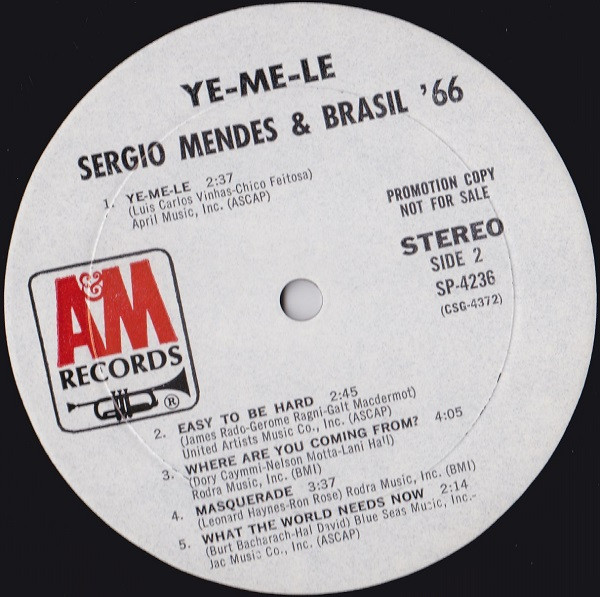 YE-ME-LE
SERGIO MENDES & BRASIL '66
1. YE-ME-LE 2:37
(Luis Carlos Vinhas-Chico Feitosa)
April Music, Inc. (ASCAP)
PROMOTION COPY
NOT FOR SALE
STEREO
SIDE 2
SP-4236
(CSG-4372)
A&M
RECORDS
®
2. EASY TO BE HARD 2:45
(James Rado-Gerome Ragni-Galt Macdermot)
United Artists Music Co., Inc. (ASCAP)
3. WHERE ARE YOU COMING FROM? 4:05
(Dory Caymmi-Nelson Motta-Lani Hall)
Rodra Music, Inc. (BMI)
4. MASQUERADE 3:37
(Leonard Haynes-Ron Rose) Rodra Music, Inc. (BMI)
5. WHAT THE WORLD NEEDS NOW 2:14
(Burt Bacharach-Hal David) Blue Seas Music, Inc.-
Jac Music Co., Inc. (ASCAP)